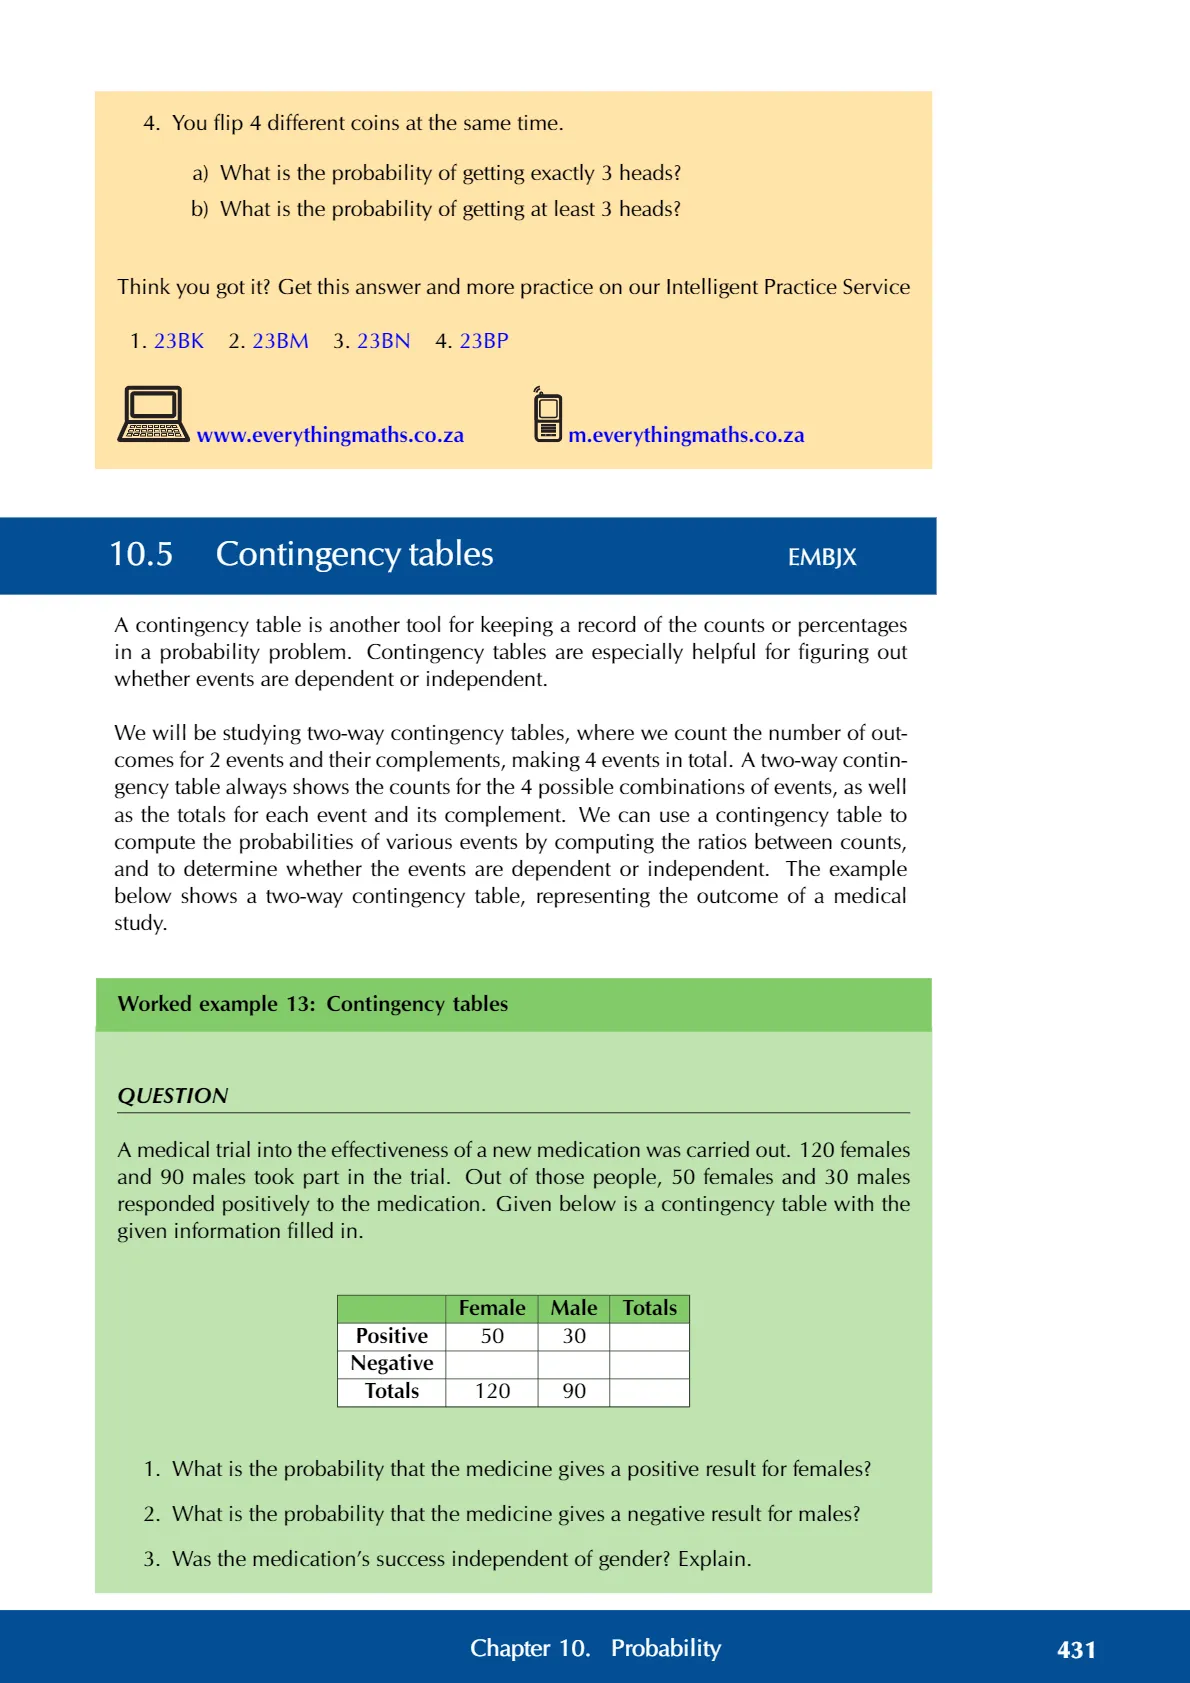 4. You flip 4 different coins at the same time.
a) What is the probability of getting exactly 3 heads?
b) What is the probability of getting at least 3 heads?
Think you got it? Get this answer and more practice on our Intelligent Practice Service
1. 23BK 2. 23BM 3. 23BN 4. 23BP
www.everythingmaths.co.za m.everythingmaths.co.za
10.5 Contingency tables EMBJX
A contingency table is another tool for keeping a record of the counts or percentages
in a probability problem. Contingency tables are especially helpful for figuring out
whether events are dependent or independent.
We will be studying two-way contingency tables, where we count the number of out-
comes for 2 events and their complements, making 4 events in total. A two-way contin-
gency table always shows the counts for the 4 possible combinations of events, as well
as the totals for each event and its complement. We can use a contingency table to
compute the probabilities of various events by computing the ratios between counts,
and to determine whether the events are dependent or independent. The example
below shows a two-way contingency table, representing the outcome of a medical
study.
Worked example 13: Contingency tables
QUESTION
A medical trial into the effectiveness of a new medication was carried out. 120 females
and 90 males took part in the trial. Out of those people, 50 females and 30 males
responded positively to the medication. Given below is a contingency table with the
given information filled in.
Female Male Totals
Positive 50 30
Negative
Totals 120 90
1. What is the probability that the medicine gives a positive result for females?
2. What is the probability that the medicine gives a negative result for males?
3. Was the medication's success independent of gender? Explain.
Chapter 10. Probability 431